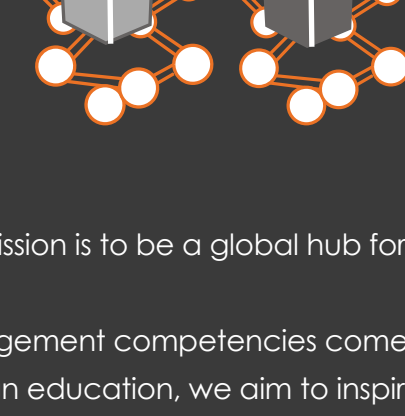 ission is to be a global hub for
gement competencies come
n education, we aim to inspir